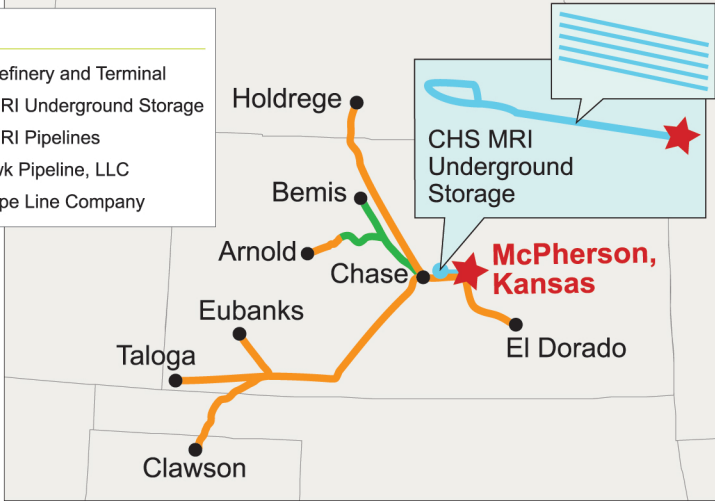 efinery and Terminal
RI Underground Storage
RI Pipelines
k Pipeline, LLC
pe Line Company
Holdrege
CHS MRI
Underground
Storage
Bemis
Arnold
Chase
McPherson,
Kansas
Eubanks
El Dorado
Taloga
Clawson